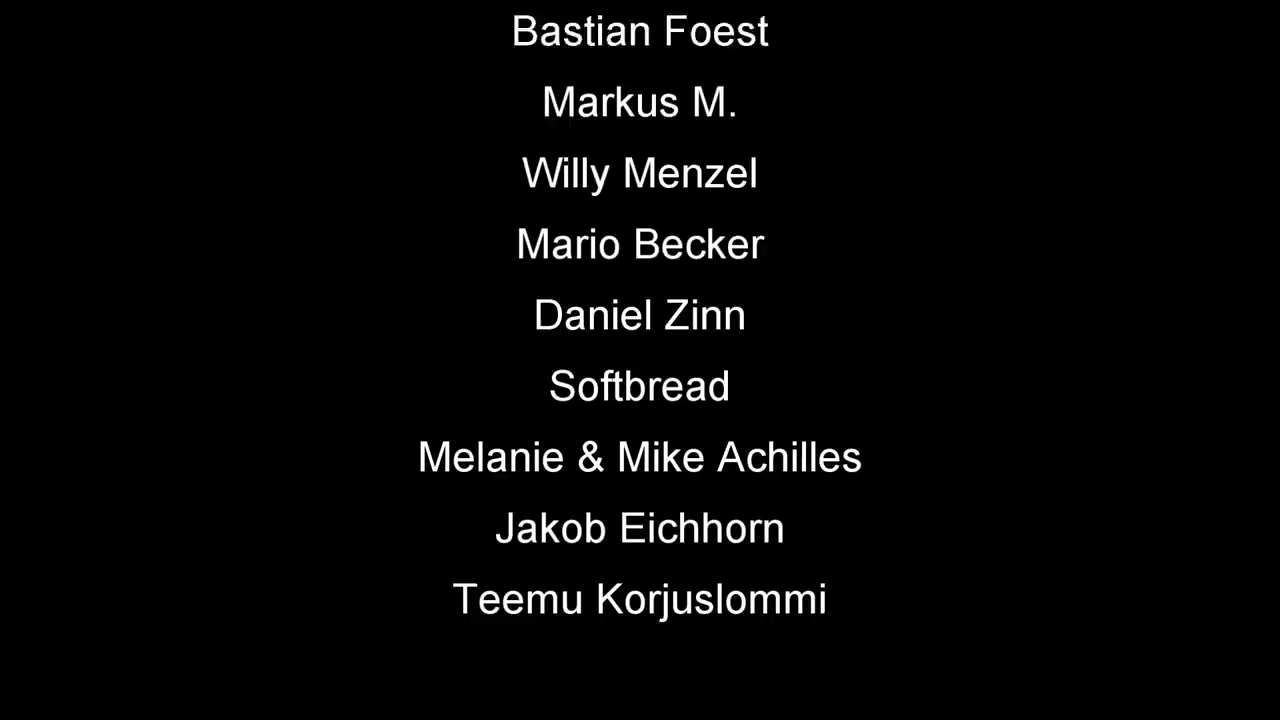 Bastian Foest
Markus M.
Willy Menzel
Mario Becker
Daniel Zinn
Softbread
Melanie & Mike Achilles
Jakob Eichhorn
Teemu Korjuslommi